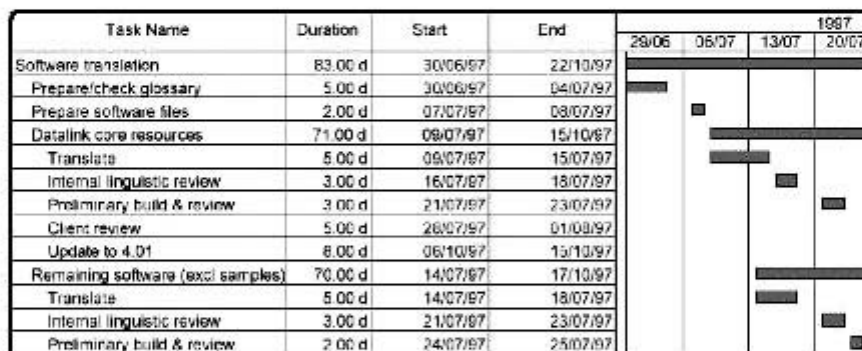 1997
Task Name Duration Start End 29/06 06/07 13/07 20/07
Software translation 83.00 d 30/06/97 22/10/97
Prepare/check glossary 5.00 d 30/06/97 04/07/97
Prepare software files 2.00 d 07/07/97 08/07/97
Datalink core resources 71.00 d 09/07/97 15/10/97
Translate 5.00 d 09/07/97 15/07/97
Internal linguistic review 3.00 d 16/07/97 18/07/97
Preliminary build & review 3.00 d 21/07/97 23/07/97
Client review 5.00 d 28/07/97 01/08/97
Update to 4.01 8.00 d 06/10/97 15/10/97
Remaining software (excl samples) 70.00 d 14/07/97 17/10/97
Translate 5.00 d 14/07/97 18/07/97
Internal linguistic review 3.00 d 21/07/97 23/07/97
Preliminary build & review 2.00 d 24/07/97 25/07/97